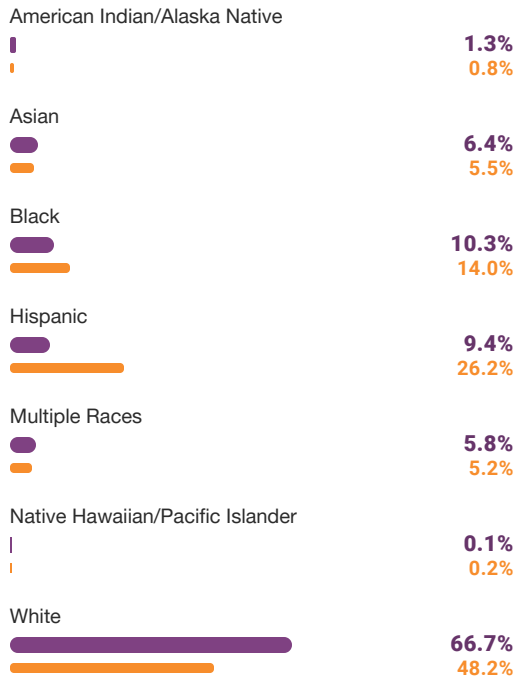 American Indian/Alaska Native
1.3%
0.8%
Asian
6.4%
5.5%
Black
10.3%
14.0%
Hispanic
9.4%
26.2%
Multiple Races
5.8%
5.2%
Native Hawaiian/Pacific Islander
0.1%
0.2%
White
66.7%
48.2%